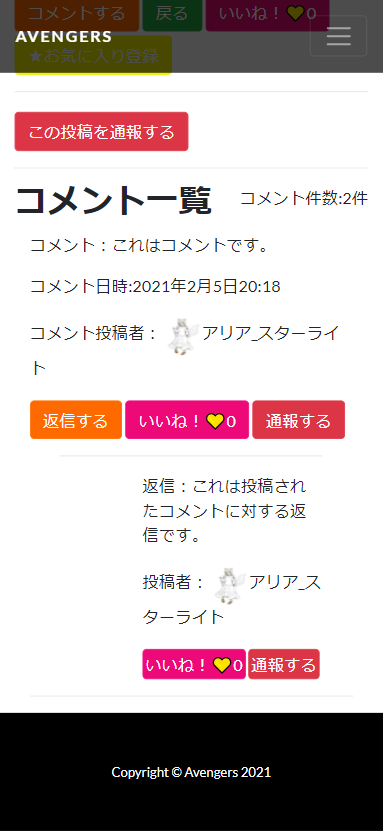 コメントする 戻る いいね！💛0
AVENGERS
★お気に入り登録
この投稿を通報する
コメント一覧 コメント件数:2件
コメント：これはコメントです。
コメント日時:2021年2月5日20:18
コメント投稿者： アリア_スターライ
ト
返信する いいね！💛0 通報する
返信：これは投稿され
たコメントに対する返
信です。
投稿者： アリア_ス
ターライト
いいね！💛0 通報する
Copyright © Avengers 2021